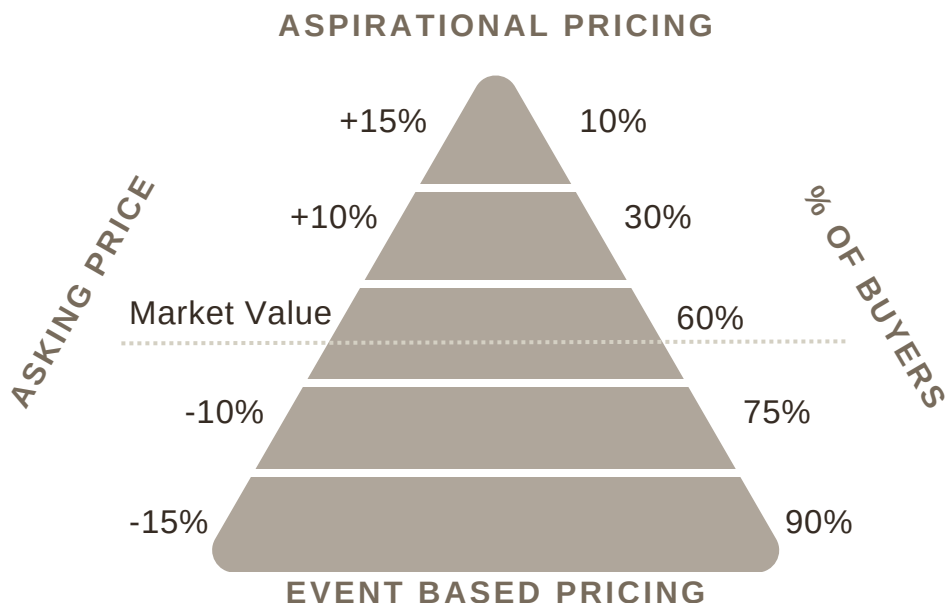 ASPIRATIONAL PRICING
+15% 10%
ASKING PRICE
% OF BUYERS
+10% 30%
Market Value 60%
-10% 75%
-15% 90%
EVENT BASED PRICING